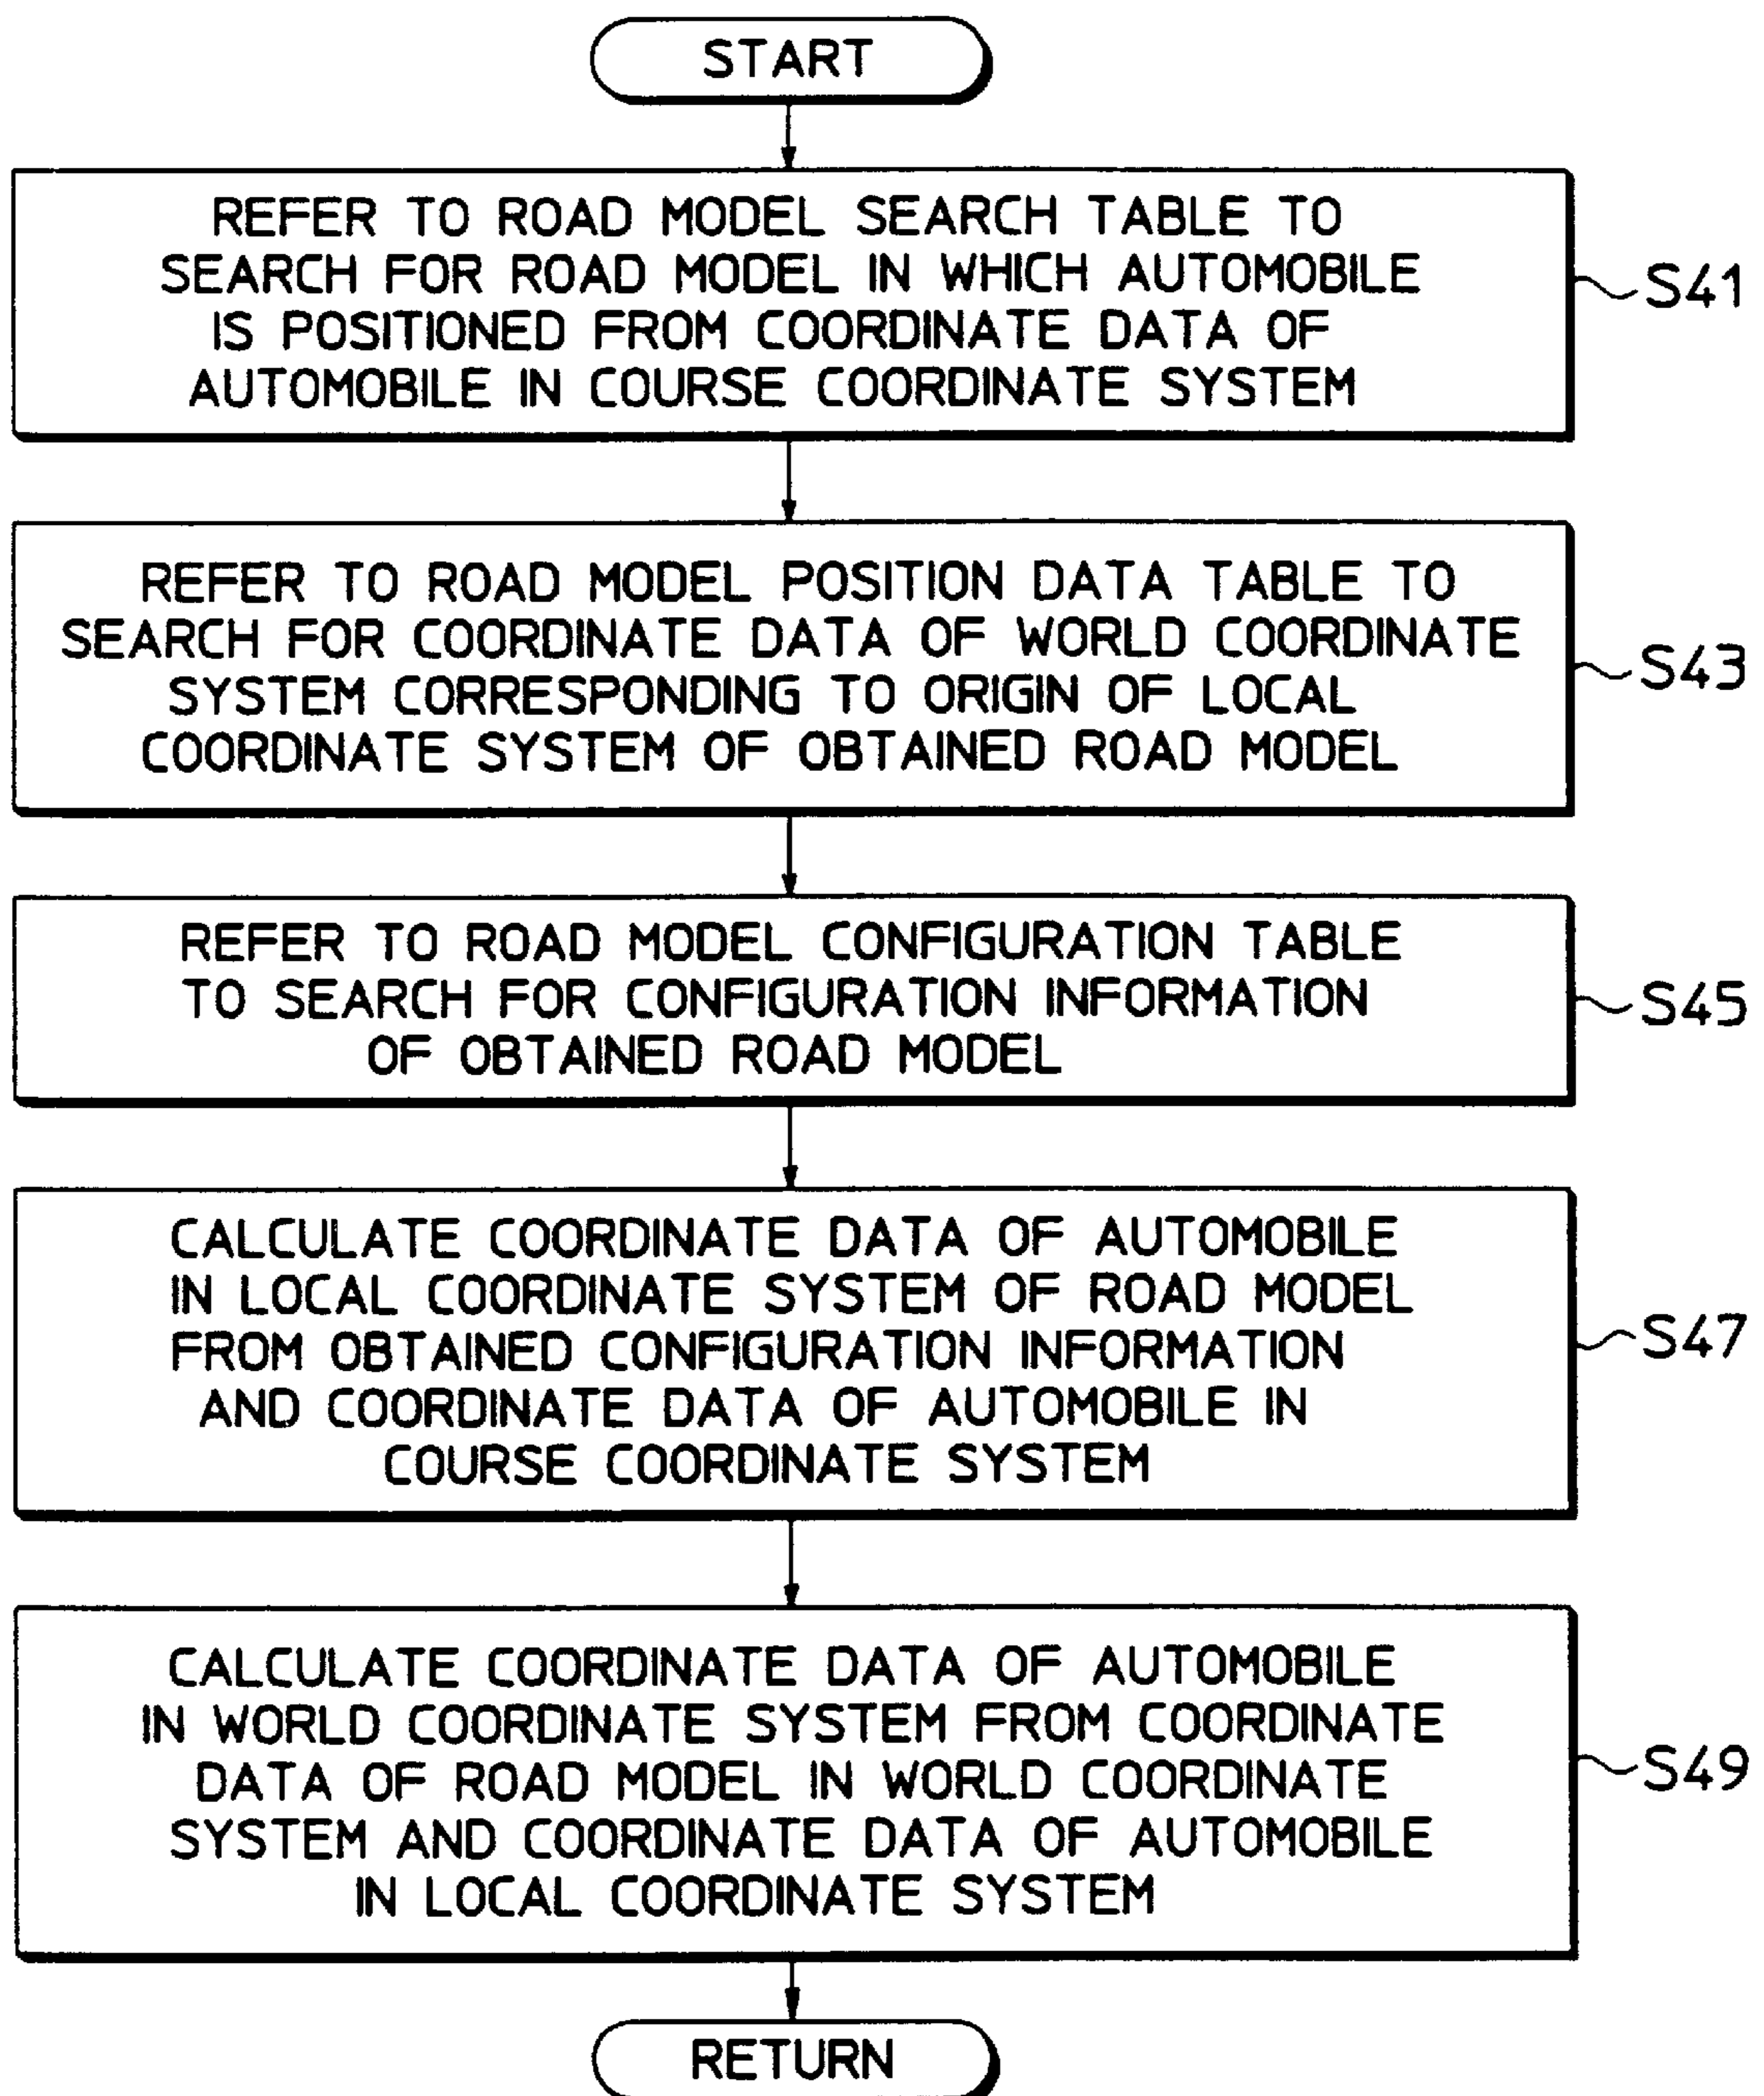 START
REFER TO ROAD MODEL SEARCH TABLE TO
SEARCH FOR ROAD MODEL IN WHICH AUTOMOBILE
IS POSITIONED FROM COORDINATE DATA OF
AUTOMOBILE IN COURSE COORDINATE SYSTEM
S41
REFER TO ROAD MODEL POSITION DATA TABLE TO
SEARCH FOR COORDINATE DATA OF WORLD COORDINATE
SYSTEM CORRESPONDING TO ORIGIN OF LOCAL
COORDINATE SYSTEM OF OBTAINED ROAD MODEL
S43
REFER TO ROAD MODEL CONFIGURATION TABLE
TO SEARCH FOR CONFIGURATION INFORMATION
OF OBTAINED ROAD MODEL
S45
CALCULATE COORDINATE DATA OF AUTOMOBILE
IN LOCAL COORDINATE SYSTEM OF ROAD MODEL
FROM OBTAINED CONFIGURATION INFORMATION
AND COORDINATE DATA OF AUTOMOBILE IN
COURSE COORDINATE SYSTEM
S47
CALCULATE COORDINATE DATA OF AUTOMOBILE
IN WORLD COORDINATE SYSTEM FROM COORDINATE
DATA OF ROAD MODEL IN WORLD COORDINATE
SYSTEM AND COORDINATE DATA OF AUTOMOBILE
IN LOCAL COORDINATE SYSTEM
S49
RETURN